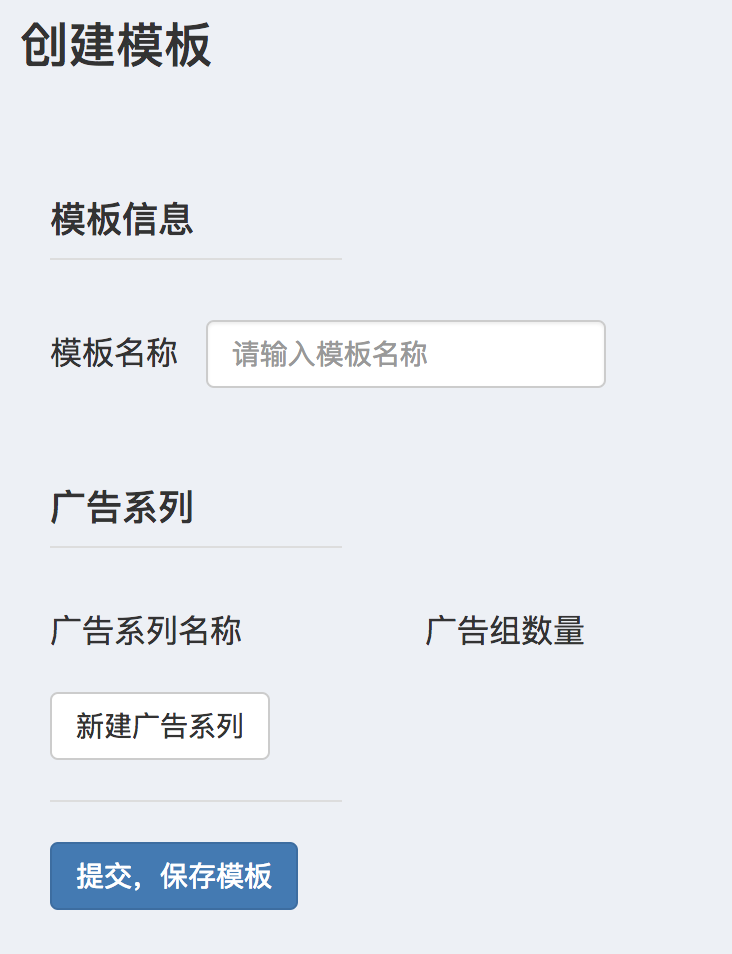 创建模板
模板信息
模板名称 请输入模板名称
广告系列
广告系列名称 广告组数量
新建广告系列
提交，保存模板